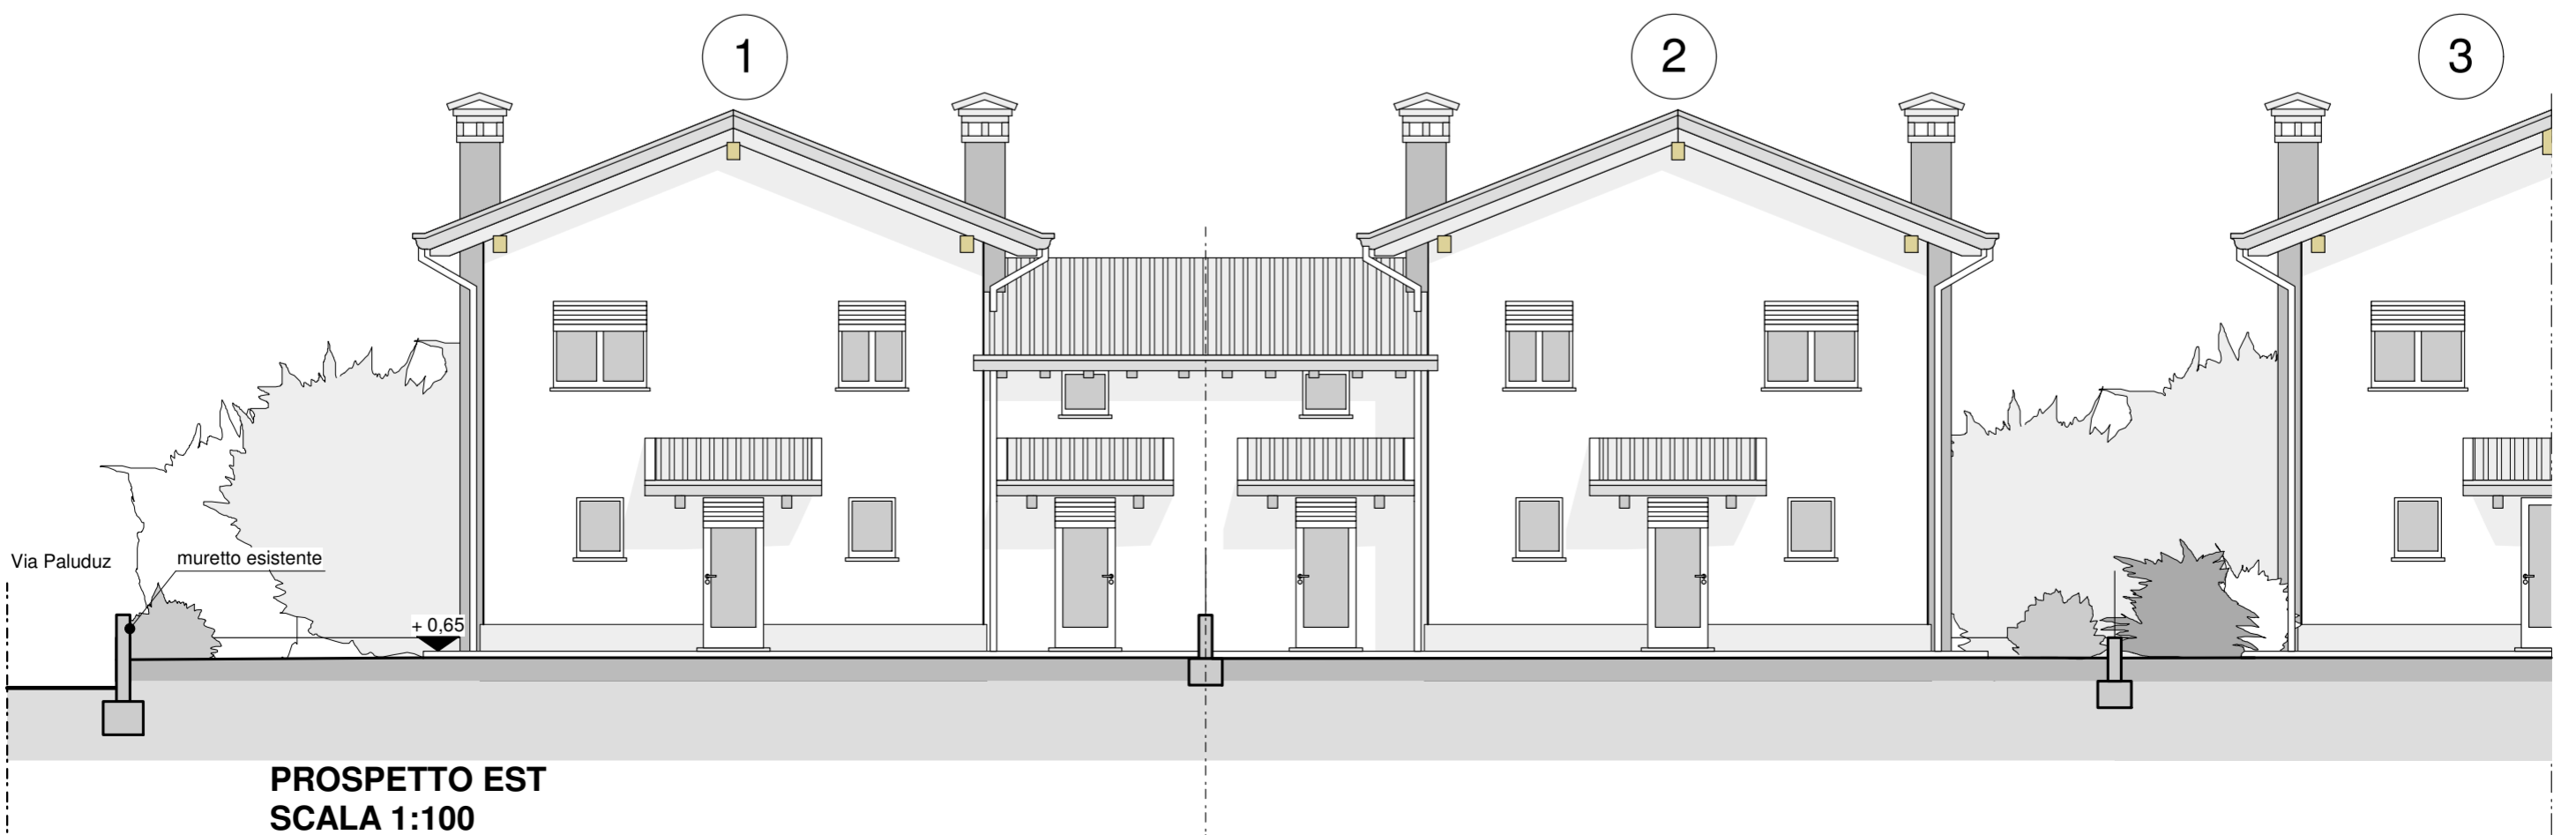 1
2
3
Via Paluduz
muretto esistente
+ 0,65
PROSPETTO EST
SCALA 1:100